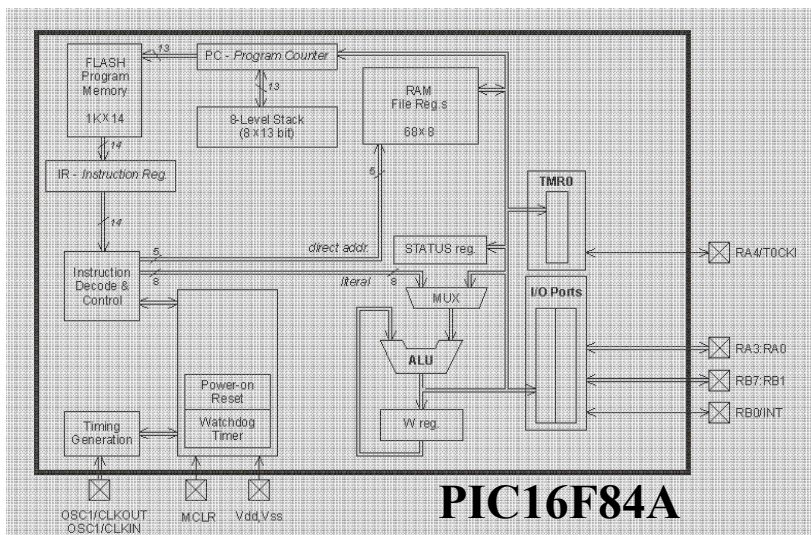 FLASH
Program
Memory
1K×14
13
PC - Program Counter
13
8-Level Stack
(8 x13 bit)
RAM
File Reg.s
68×8
14
IR - Instruction Reg.
14
5
TMR0
RA4/T0CKI
Instruction
Decode &
Control
5
direct addr.
STATUS reg.
8
literal
8
MUX
I/O Ports
ALU
RA3:RA0
RB7:RB1
RB0/INT
Power-on
Reset
Watchdog
Timer
W reg.
Timing
Generation
OSC1/CLKOUT
OSC1/CLKIN
MCLR
Vdd,Vss
PIC16F84A